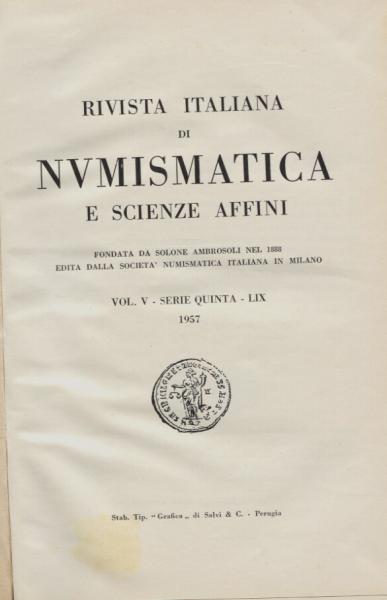 RIVISTA ITALIANA
DI
NVMISMATICA
E SCIENZE AFFINI
FONDATA DA SOLONE AMBROSOLI NEL 1888
EDITA DALLA SOCIETA' NUMISMATICA ITALIANA IN MILANO
VOL. V - SERIE QUINTA - LIX
1957
Stab. Tip. "Grafica„ di Salvi & C. - Perugia